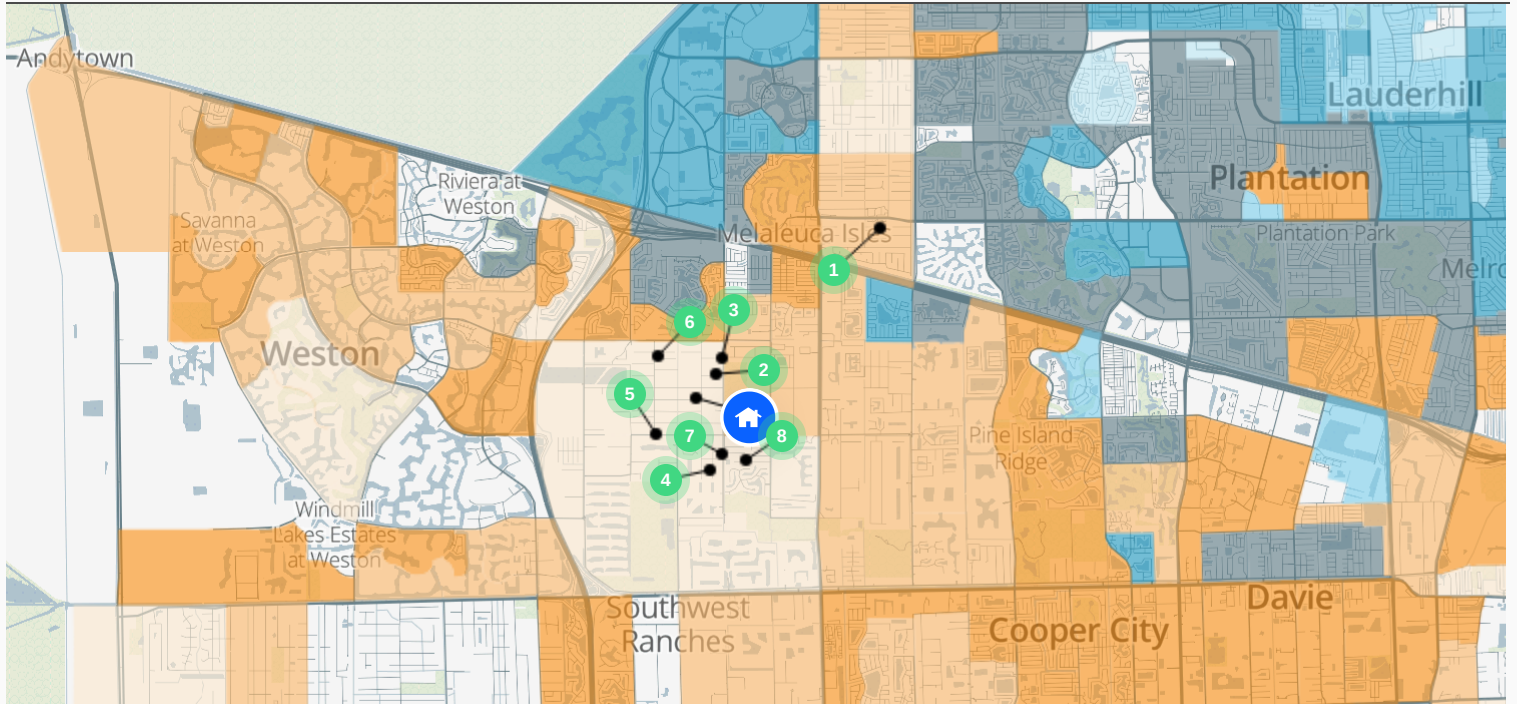 Andytown
Lauderhill
Riviera at
Weston
Plantation
Savanna
at Weston
Melaleuca Isles
Plantation Park
Melro
1
3
6
Weston
2
5
7
8
Pine Island
Ridge
4
Windmill
Lakes Estates
at Weston
Southwest
Ranches
Cooper City
Davie